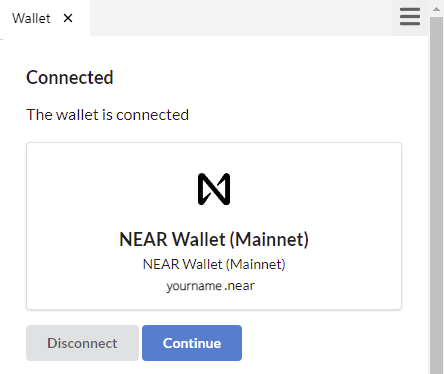 Wallet ×
Connected
The wallet is connected
NEAR Wallet (Mainnet)
NEAR Wallet (Mainnet)
yourname.near
Disconnect Continue